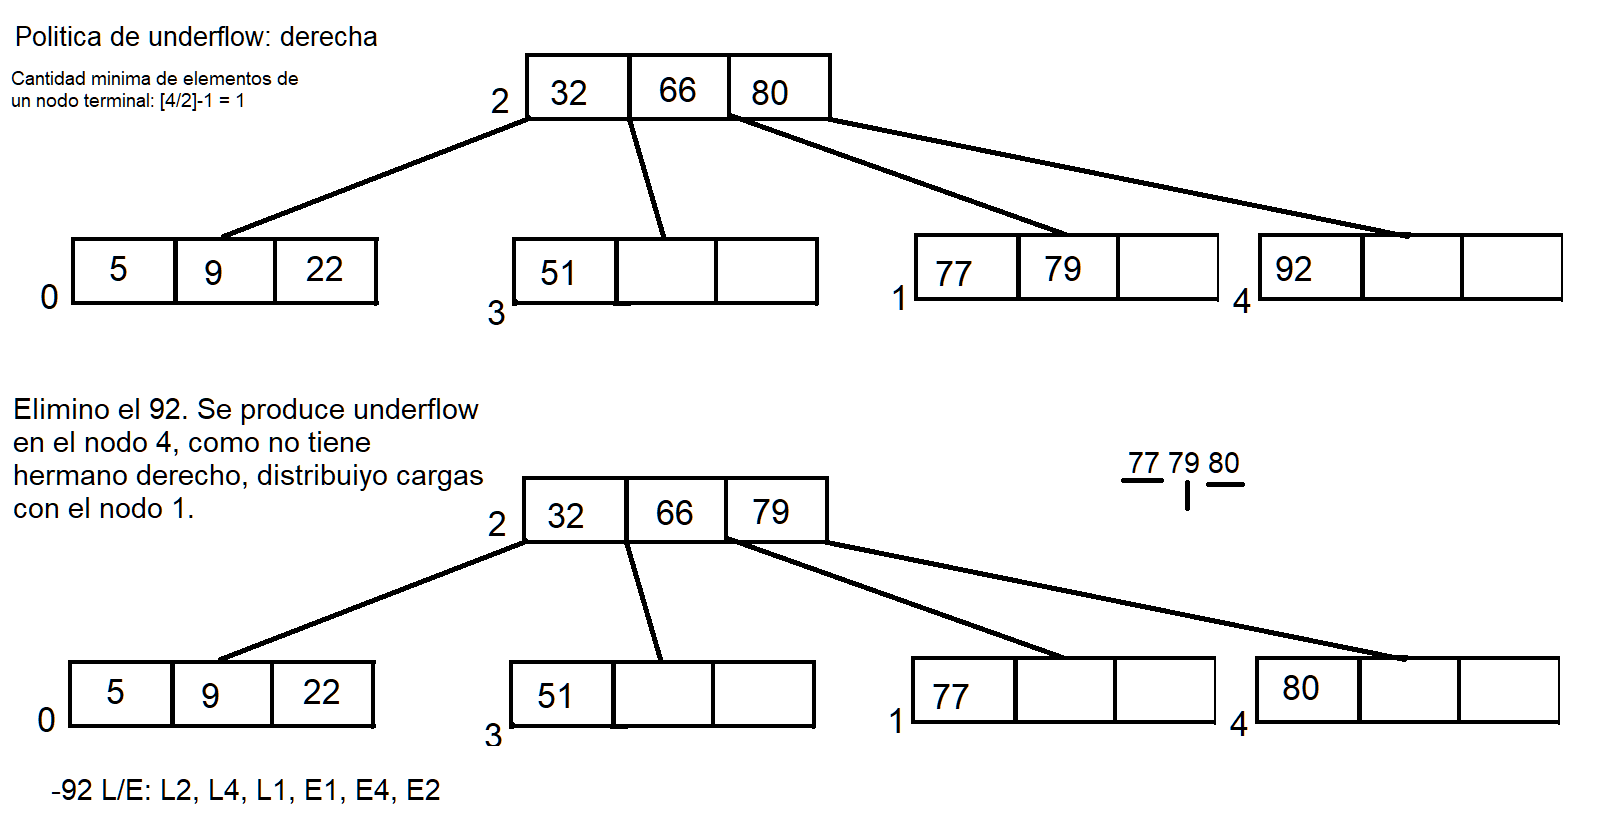 Politica de underflow: derecha
Cantidad minima de elementos de
un nodo terminal: [4/2]-1 = 1
2 32 66 80
0 5 9 22
3 51
1 77 79
4 92
Elimino el 92. Se produce underflow
en el nodo 4, como no tiene
hermano derecho, distribuiyo cargas
con el nodo 1.
77 79 80
2 32 66 79
0 5 9 22
3 51
1 77
4 80
-92 L/E: L2, L4, L1, E1, E4, E2